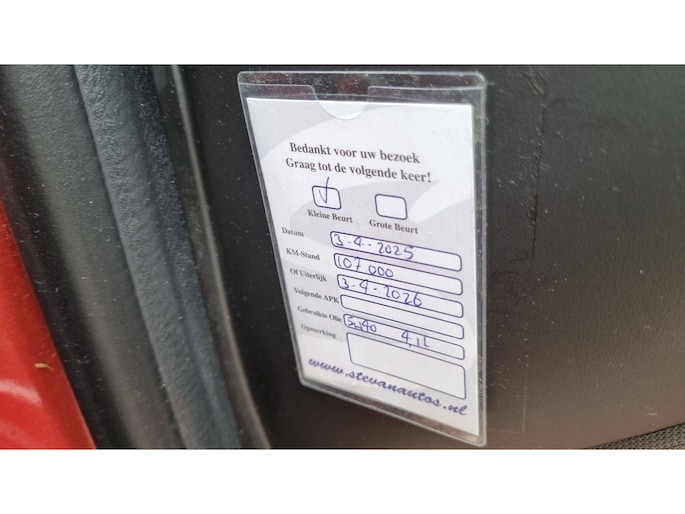 Bedankt voor uw bezoek
Graag tot de volgende keer!
Kleine Beurt Grote Beurt
Datum 3-4-2025
KM-Stand 107 000
Of Uiterlijk 3-4-2026
Volgende APK
Gebruikte Olie 5w40 4,1L
Opmerking
www.stevanautos.nl